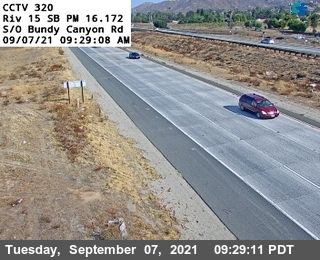 CCTV 320
Riv 15 SB PM 16.172
S/O Bundy Canyon Rd
09/07/21 09:29:08 AM
Tuesday, September 07, 2021 09:29:11 PDT